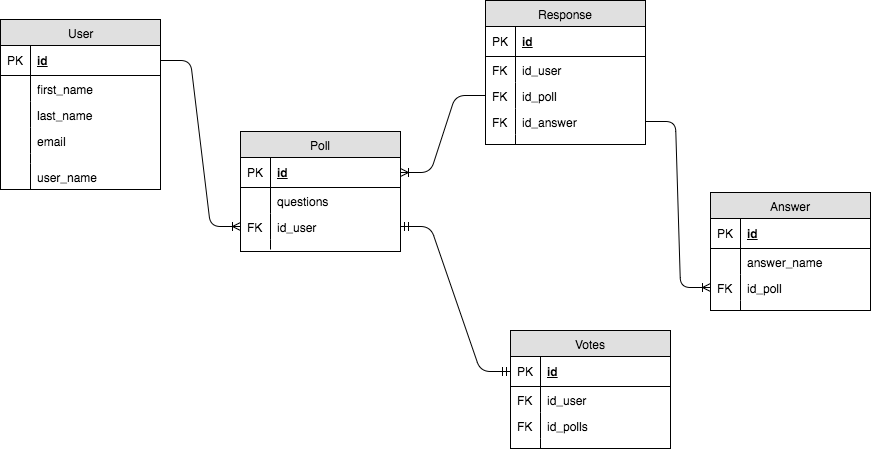 User
PK id
first_name
last_name
email
user_name
Poll
PK id
questions
FK id_user
Response
PK id
FK id_user
FK id_poll
FK id_answer
Answer
PK id
answer_name
FK id_poll
Votes
PK id
FK id_user
FK id_polls